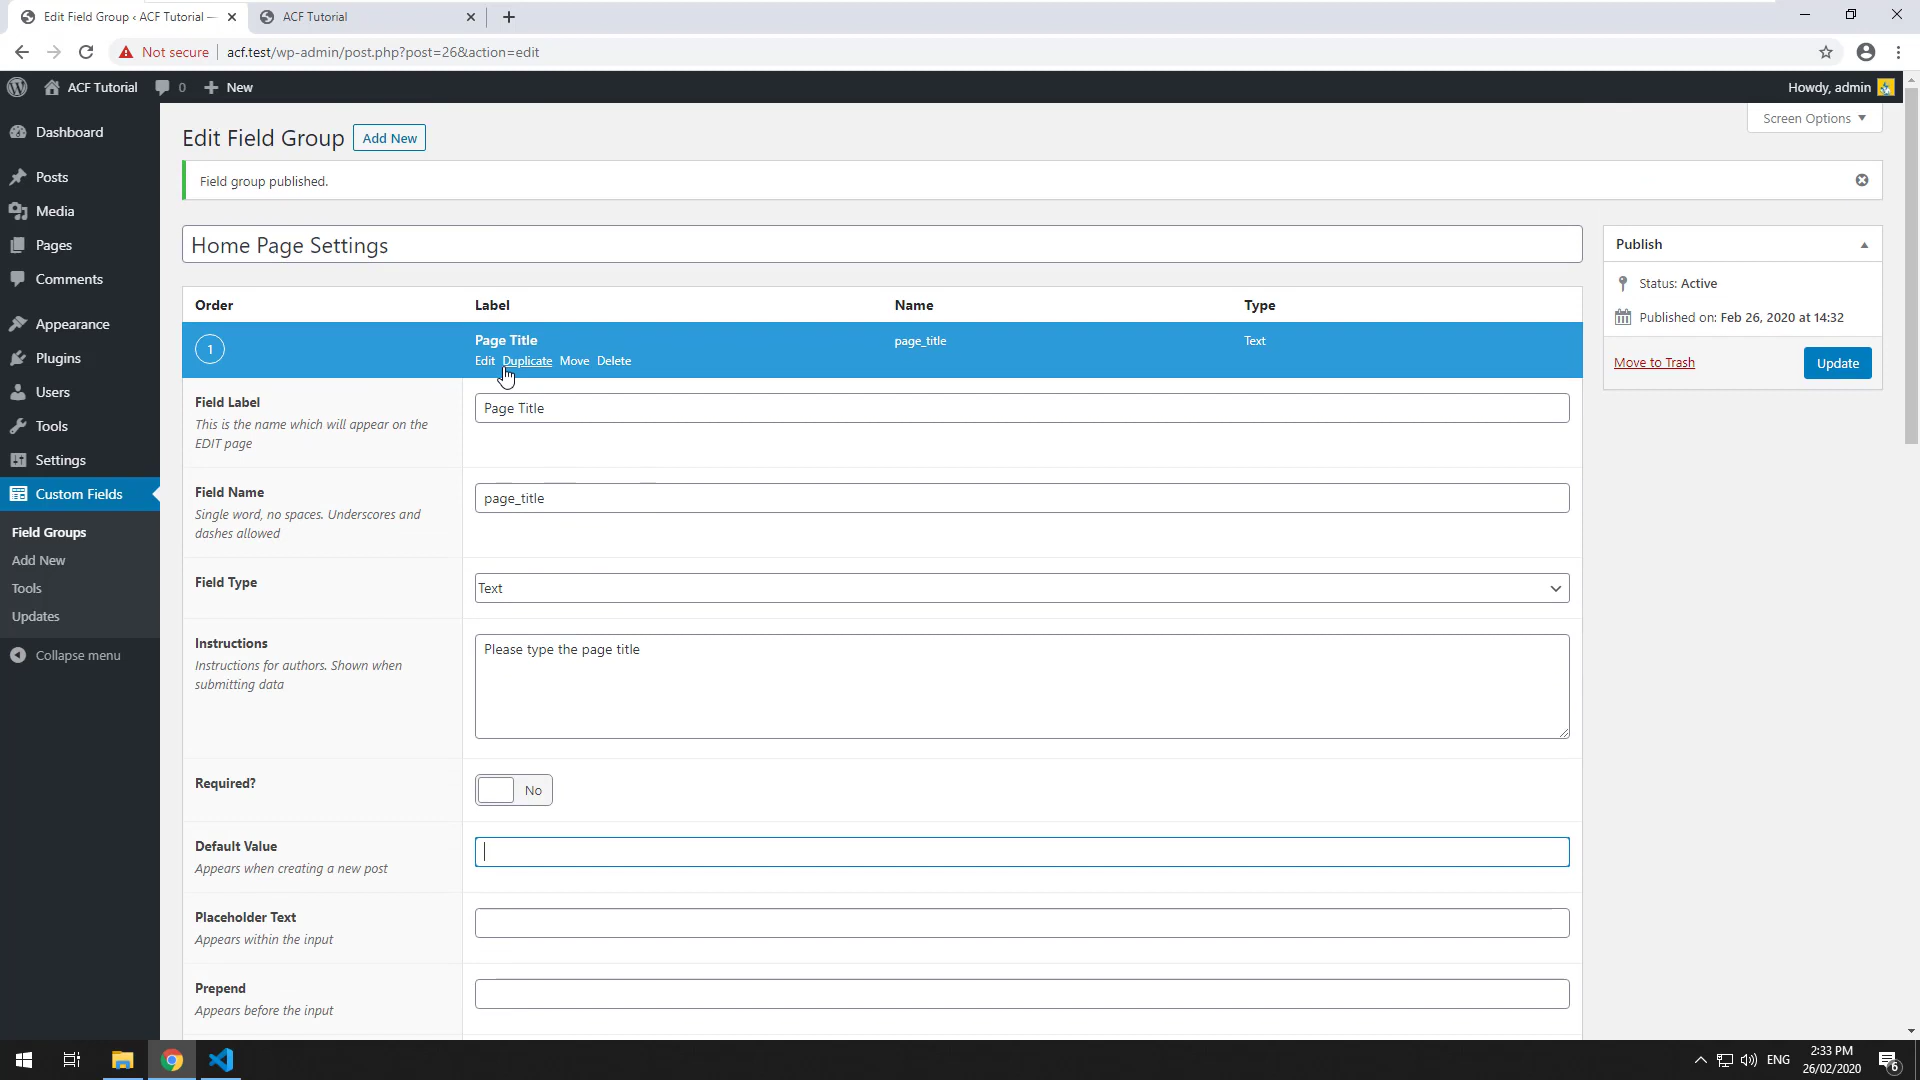 Edit Field Group ‹ ACF Tutorial —
ACF Tutorial
Not secure
acf.test/wp-admin/post.php?post=26&action=edit
ACF Tutorial
0
New
Howdy, admin
Dashboard
Posts
Media
Pages
Comments
Appearance
Plugins
Users
Tools
Settings
Custom Fields
Field Groups
Add New
Tools
Updates
Collapse menu
Screen Options
Edit Field Group
Add New
Field group published.
Home Page Settings
Order
Label
Name
Type
1
Page Title
page_title
Text
Edit Duplicate Move Delete
Field Label
This is the name which will appear on the
EDIT page
Page Title
Field Name
Single word, no spaces. Underscores and
dashes allowed
page_title
Field Type
Text
Instructions
Instructions for authors. Shown when
submitting data
Please type the page title
Required?
No
Default Value
Appears when creating a new post
Placeholder Text
Appears within the input
Prepend
Appears before the input
Publish
Status: Active
Published on: Feb 26, 2020 at 14:32
Move to Trash
Update
ENG
2:33 PM
26/02/2020
6